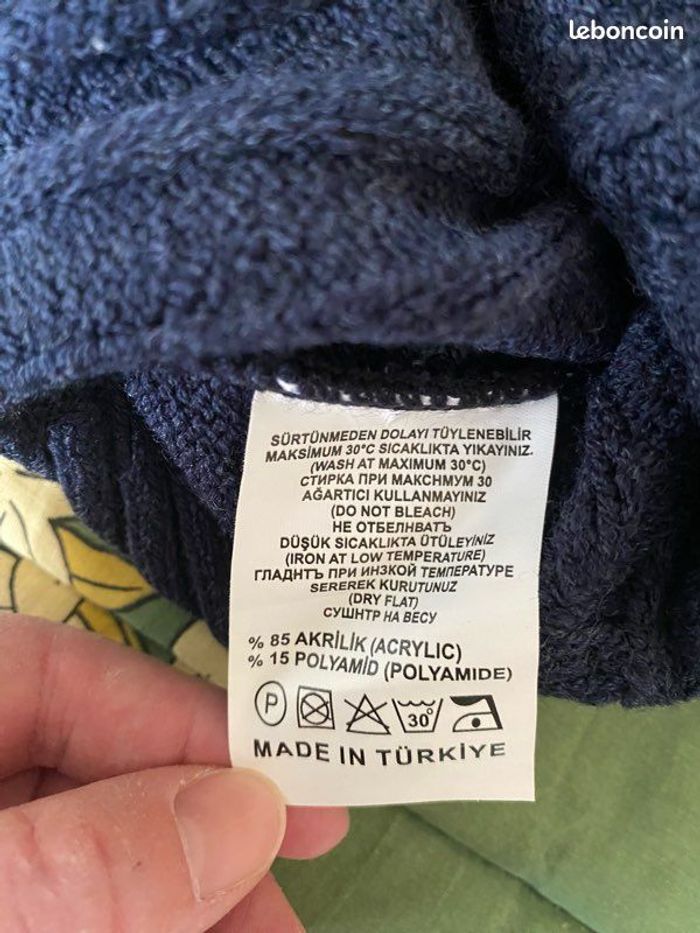 leboncoin
SÜRTÜNMEDEN DOLAYI TÜYLENEBİLİR
MAKSİMUM 30°C SICAKLIKTA YIKAYINIZ.
(WASH AT MAXIMUM 30°C)
СТИРКА ПРИ МАКСНМУМ 30
AĞARTICI KULLANMAYINIZ
(DO NOT BLEACH)
НЕ ОТБЕЛНВАТЬ
DÜŞÜK SICAKLIKTA ÜTÜLEYİNİZ
(IRON AT LOW TEMPERATURE)
ГЛАДНТЬ ПРИ ИНЗКОЙ ТЕМПЕРАТУРЕ
SEREREK KURUTUNUZ
(DRY FLAT)
СУШНТР НА ВЕСУ
% 85 AKRİLİK (ACRYLIC)
% 15 POLYAMİD (POLYAMIDE)
P 30°
MADE IN TÜRKİYE